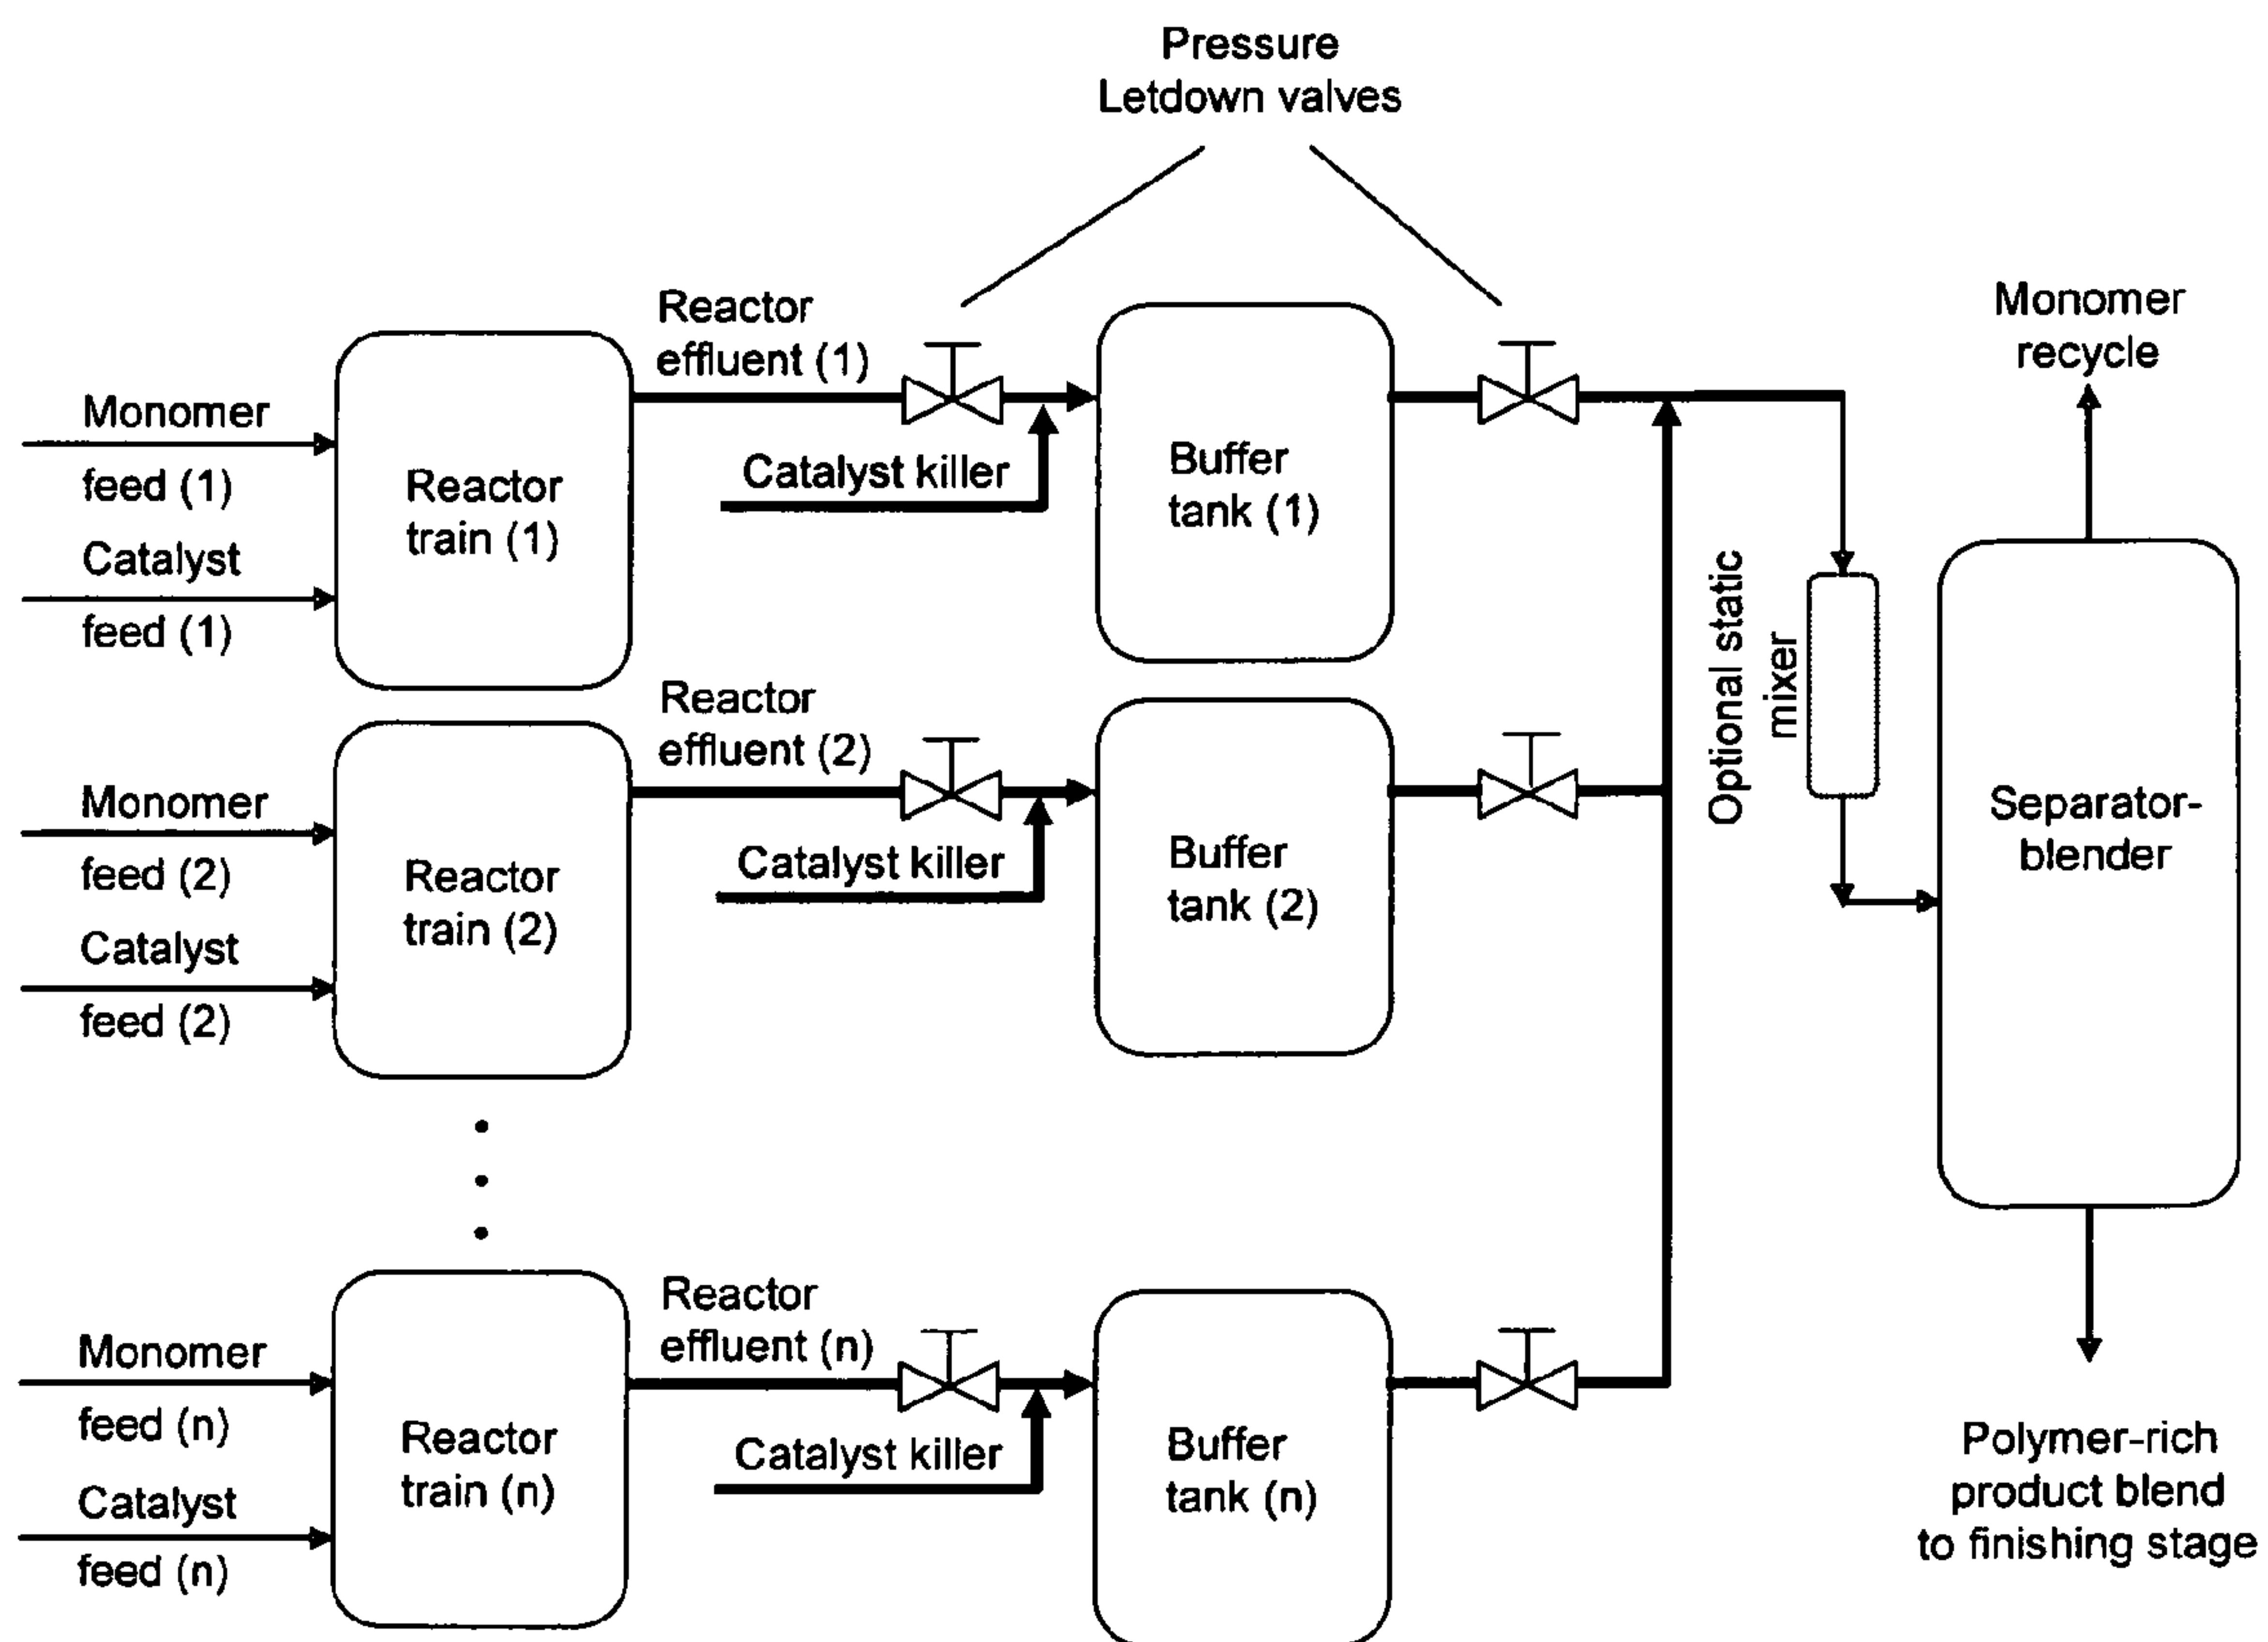 Pressure
Letdown valves
Reactor
effluent (1)
Monomer
recycle
Monomer
feed (1)
Catalyst
feed (1)
Reactor
train (1)
Catalyst killer
Buffer
tank (1)
Optional static
mixer
Reactor
effluent (2)
Monomer
feed (2)
Catalyst
feed (2)
Reactor
train (2)
Catalyst killer
Buffer
tank (2)
Separator-
blender
Reactor
effluent (n)
Monomer
feed (n)
Catalyst
feed (n)
Reactor
train (n)
Catalyst killer
Buffer
tank (n)
Polymer-rich
product blend
to finishing stage